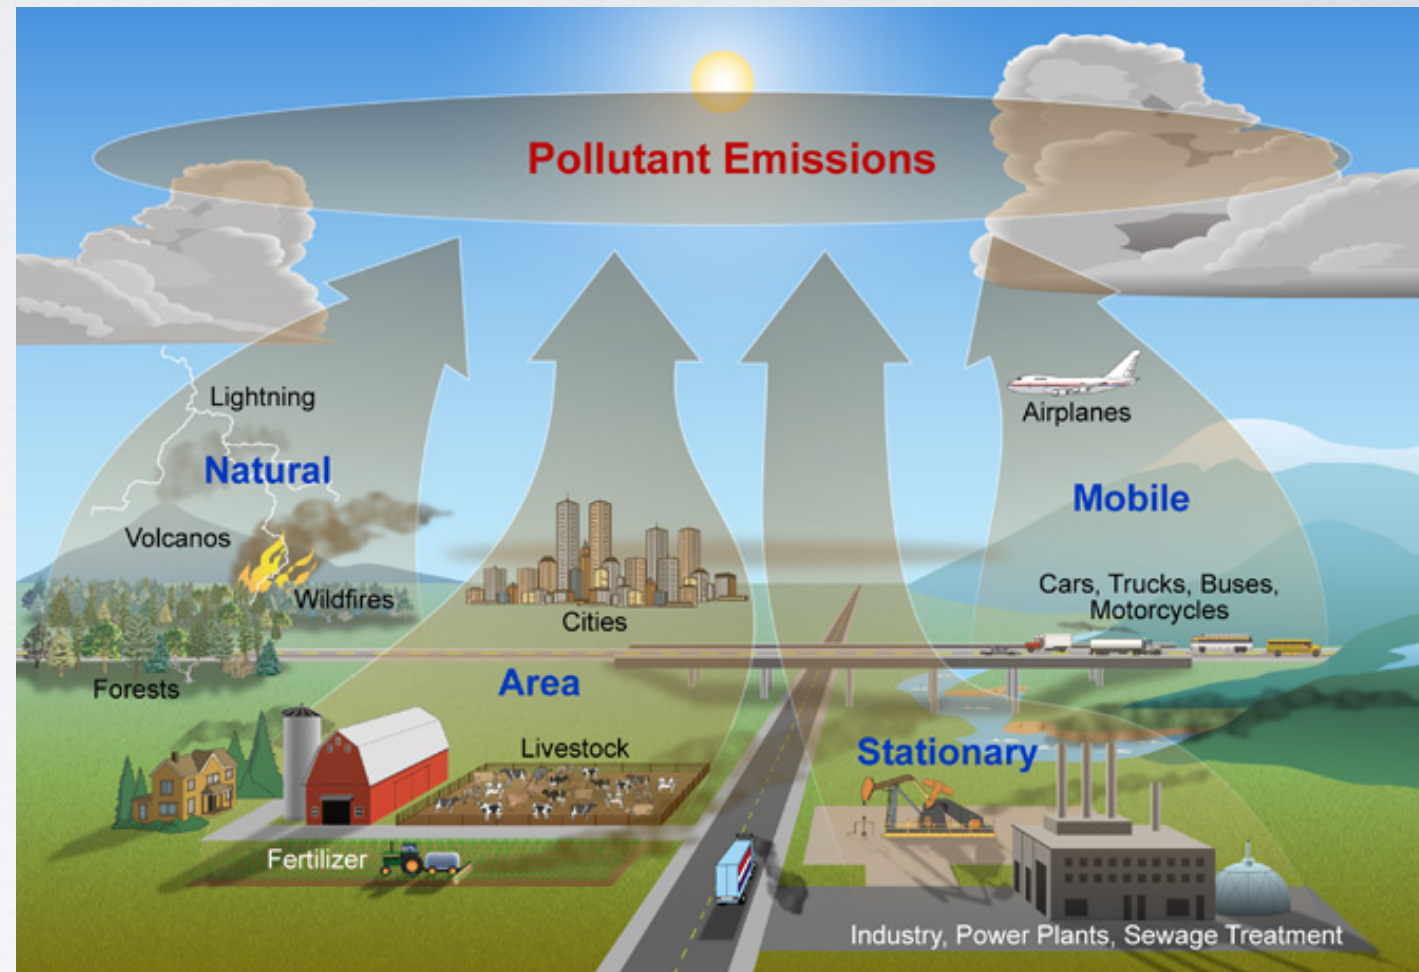 Pollutant Emissions
Lightning
Natural
Volcanos
Wildfires
Forests
Cities
Area
Livestock
Fertilizer
Airplanes
Mobile
Cars, Trucks, Buses,
Motorcycles
Stationary
Industry, Power Plants, Sewage Treatment